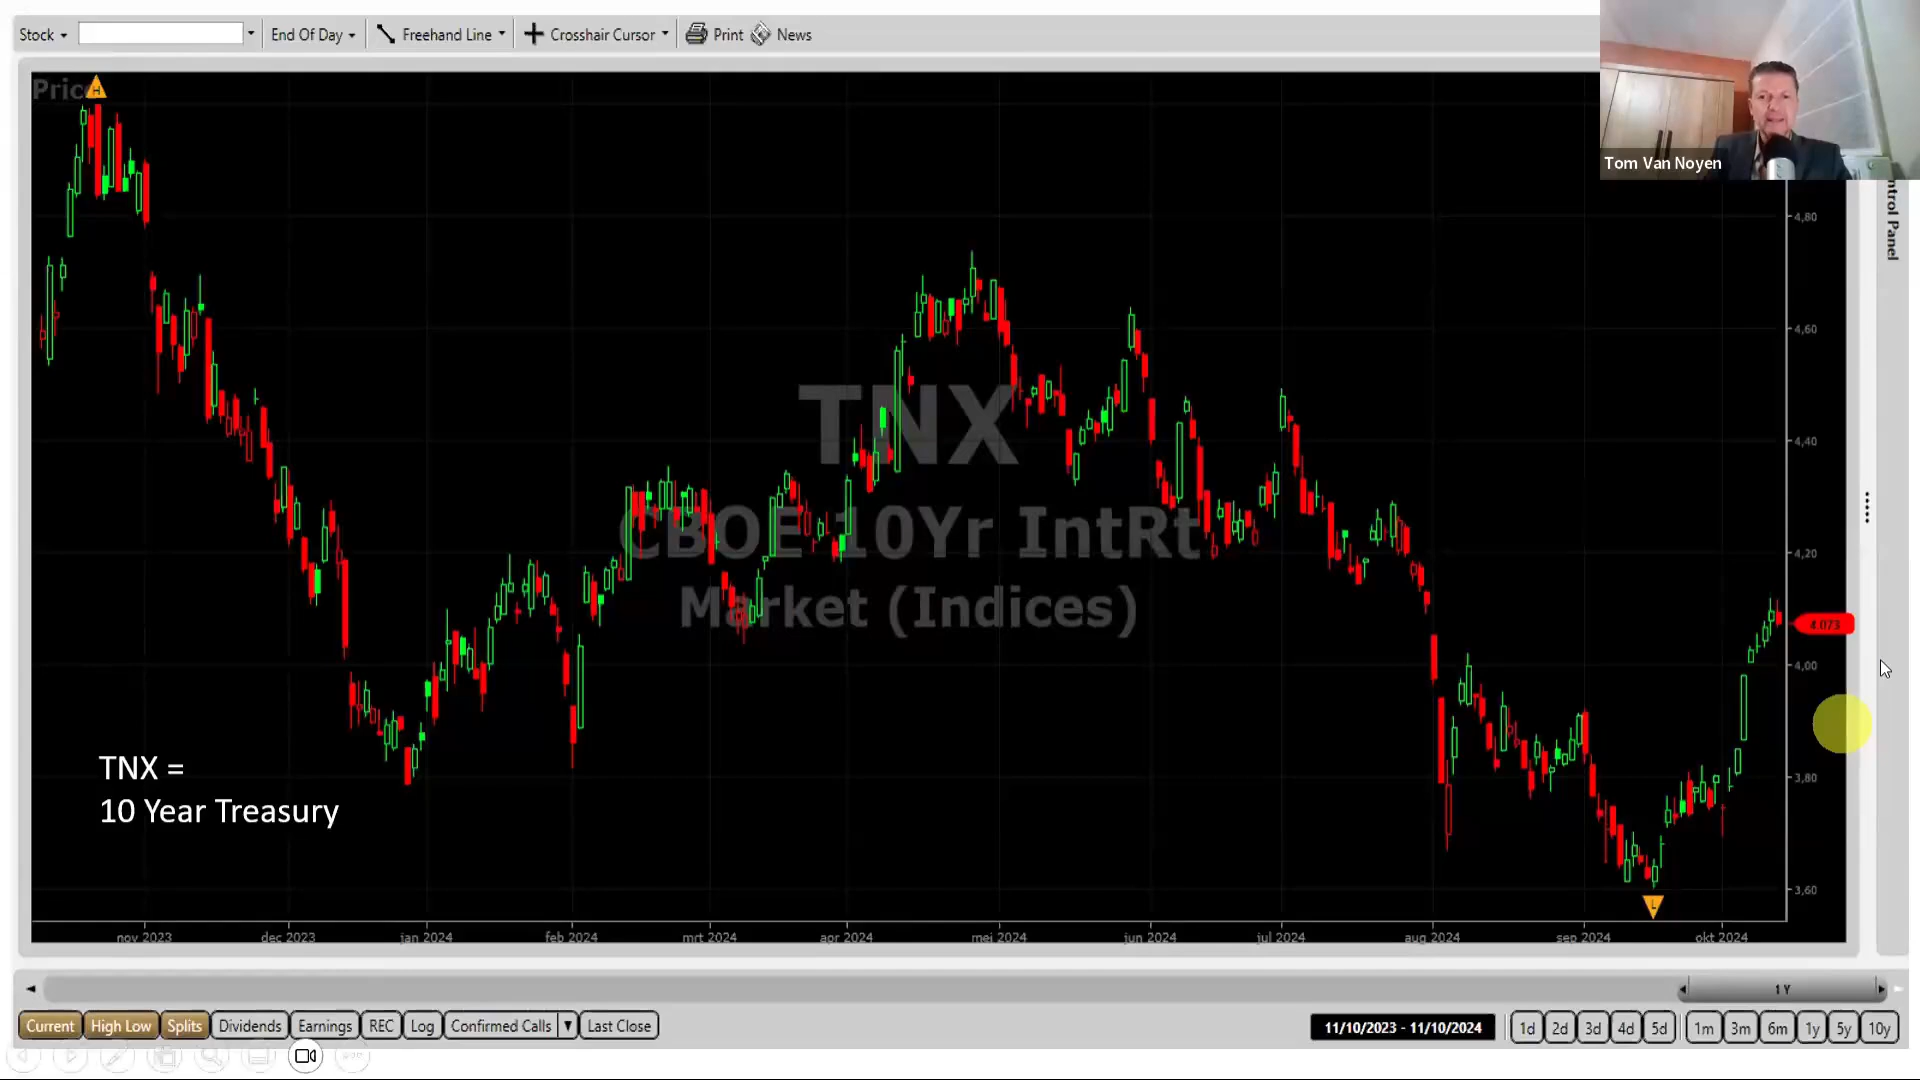 Stock
End Of Day
Freehand Line
Crosshair Cursor
Print
News
Tom Van Noyen
Price
H
ntrol Panel
4,80
4,60
4,40
4,20
4.073
4,00
3,80
3,60
TNX
CBOE 10Yr IntRt
Market (Indices)
TNX =
10 Year Treasury
L
nov 2023
dec 2023
jan 2024
feb 2024
mrt 2024
apr 2024
mei 2024
jun 2024
jul 2024
aug 2024
sep 2024
okt 2024
1 Y
Current
High Low
Splits
Dividends
Earnings
REC
Log
Confirmed Calls
Last Close
11/10/2023 - 11/10/2024
1d
2d
3d
4d
5d
1m
3m
6m
1y
5y
10y